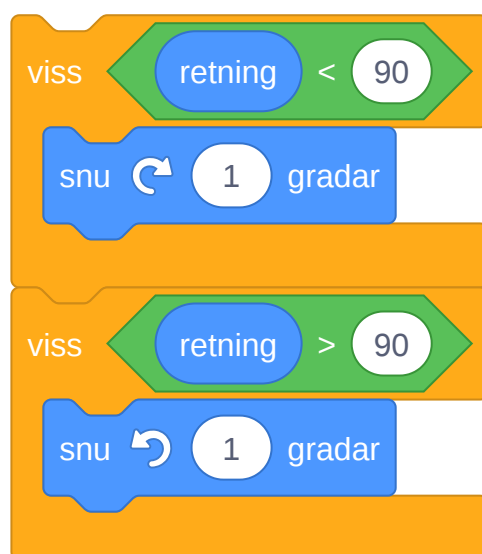 viss retning < 90
snu 1 gradar
viss retning > 90
snu 1 gradar